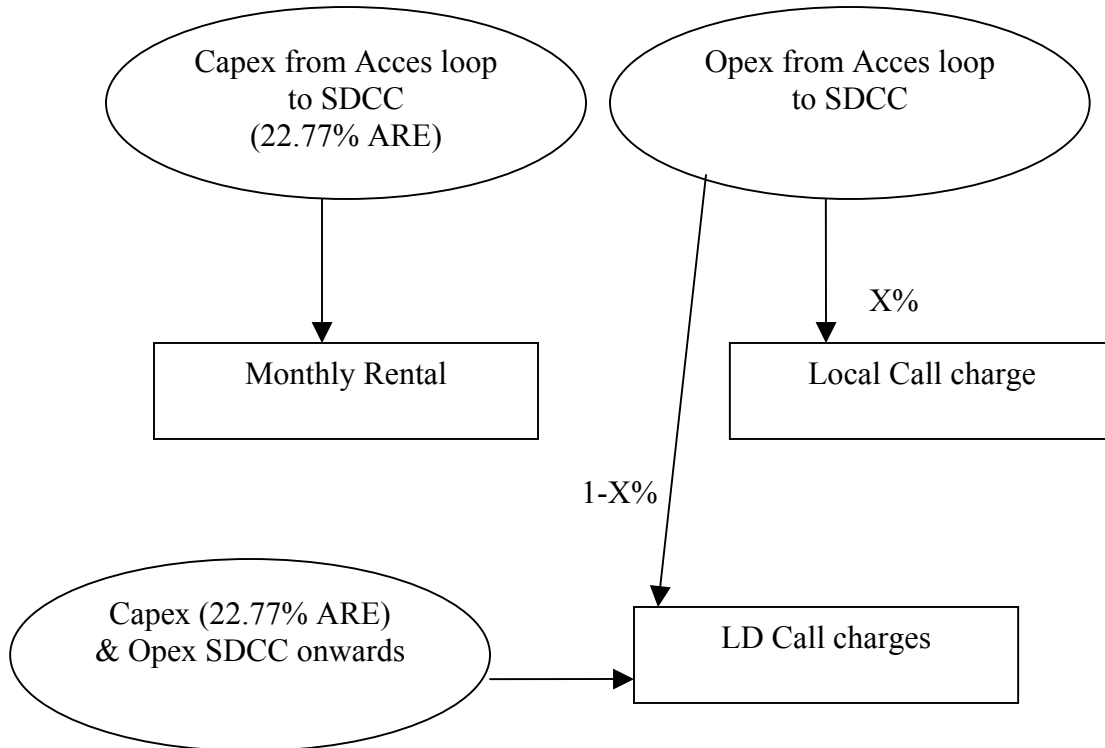 Capex from Acces loop
to SDCC
(22.77% ARE)
Opex from Acces loop
to SDCC
X%
Monthly Rental
Local Call charge
1-X%
Capex (22.77% ARE)
& Opex SDCC onwards
LD Call charges